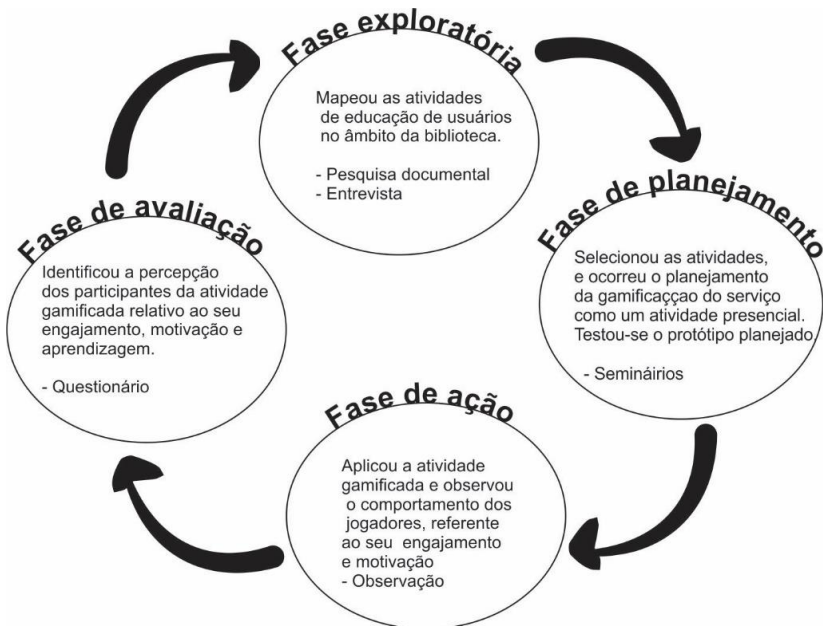 Fase exploratória
Mapeou as atividades
de educação de usuários
no âmbito da biblioteca.
- Pesquisa documental
- Entrevista
Fase de planejamento
Selecionou as atividades,
e ocorreu o planejamento
da gamificaççao do serviço
como um atividade presencial.
Testou-se o protótipo planejado.
- Semináirios
Fase de ação
Aplicou a atividade
gamificada e observou
o comportamento dos
jogadores, referente
ao seu engajamento
e motivação
- Observação
Fase de avaliação
Identificou a percepção
dos participantes da atividade
gamificada relativo ao seu
engajamento, motivação e
aprendizagem.
- Questionário